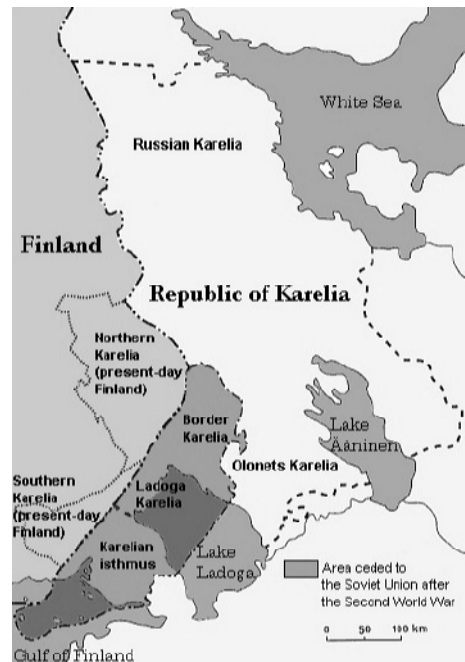 White Sea
Russian Karelia
Finland
Republic of Karelia
Northern
Karelia
(present-day
Finland)
Border
Karelia
Lake
Ääninen
Olonets Karelia
Southern
Karelia
(present-day
Finland)
Ladoga
Karelia
Karelian
isthmus
Lake
Ladoga
Area ceded to
the Soviet Union after
the Second World War
0 50 100 km
Gulf of Finland